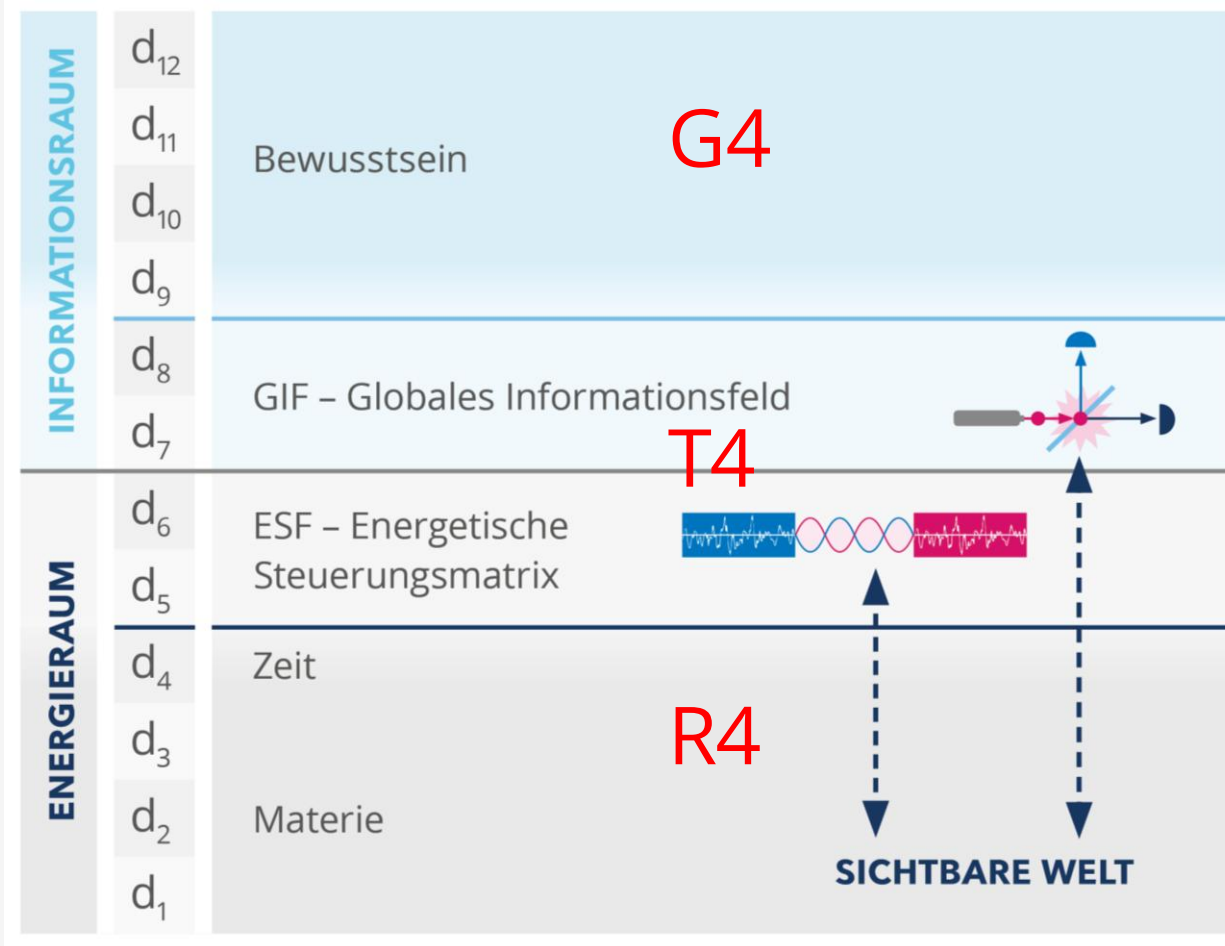 INFORMATIONSRAUM
d12
d11
d10
d9
Bewusstsein
G4
d8
d7
GIF – Globales Informationsfeld
T4
ENERGIERAUM
d6
d5
ESF – Energetische
Steuerungsmatrix
d4
Zeit
d3
R4
d2
Materie
d1
SICHTBARE WELT